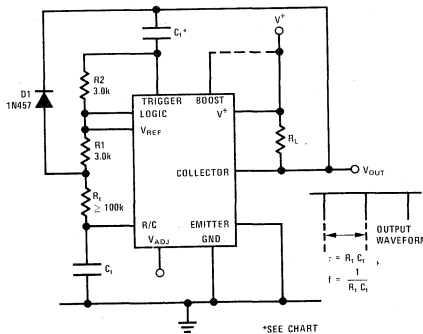 C₁*
V⁺
R2
3.0k
D1
1N457
TRIGGER
BOOST
LOGIC
V⁺
VREF
R1
3.0k
RL
COLLECTOR
VOUT
Rt
≥ 100k
R/C
EMITTER
VADJ
GND
OUTPUT
WAVEFORM
Ct
τ = Rt Ct
f = 1
Rt Ct
*SEE CHART